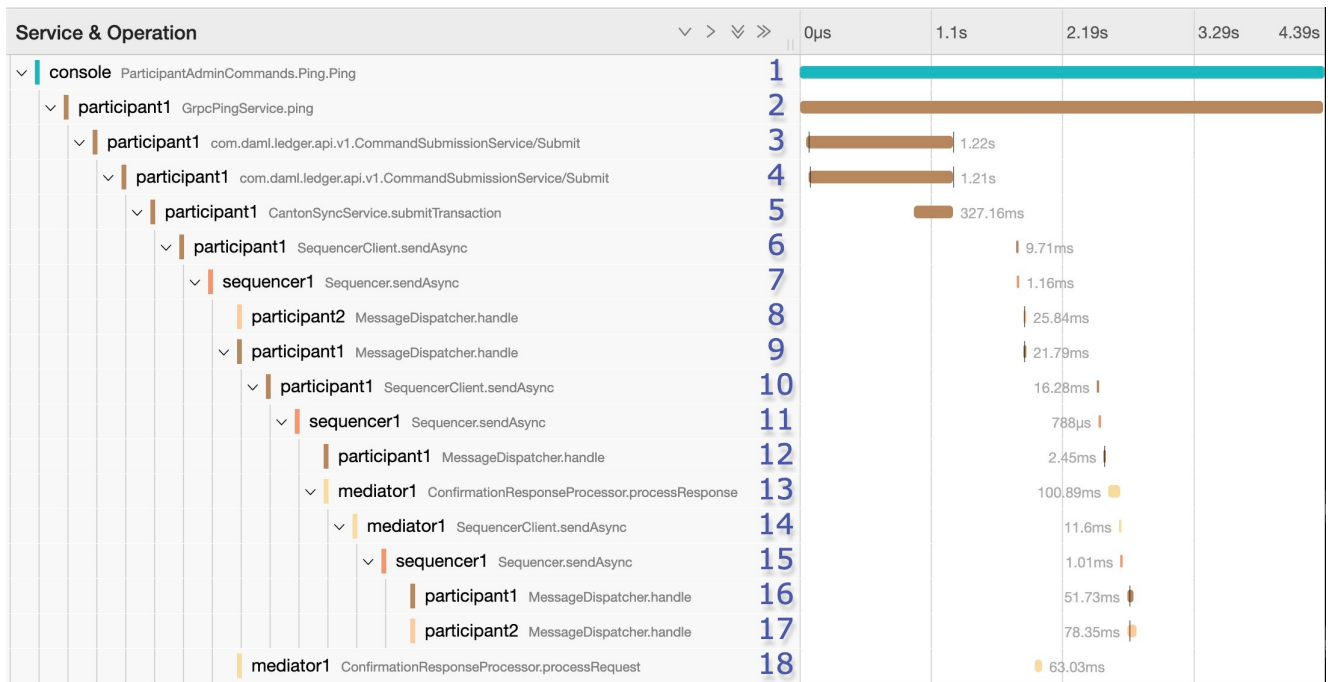 Service & Operation 0μs 1.1s 2.19s 3.29s 4.39s
console ParticipantAdminCommands.Ping.Ping 1
participant1 GrpcPingService.ping 2
participant1 com.daml.ledger.api.v1.CommandSubmissionService/Submit 3 1.22s
participant1 com.daml.ledger.api.v1.CommandSubmissionService/Submit 4 1.21s
participant1 CantonSyncService.submitTransaction 5 327.16ms
participant1 SequencerClient.sendAsync 6 9.71ms
sequencer1 Sequencer.sendAsync 7 1.16ms
participant2 MessageDispatcher.handle 8 25.84ms
participant1 MessageDispatcher.handle 9 21.79ms
participant1 SequencerClient.sendAsync 10 16.28ms
sequencer1 Sequencer.sendAsync 11 788μs
participant1 MessageDispatcher.handle 12 2.45ms
mediator1 ConfirmationResponseProcessor.processResponse 13 100.89ms
mediator1 SequencerClient.sendAsync 14 11.6ms
sequencer1 Sequencer.sendAsync 15 1.01ms
participant1 MessageDispatcher.handle 16 51.73ms
participant2 MessageDispatcher.handle 17 78.35ms
mediator1 ConfirmationResponseProcessor.processRequest 18 63.03ms